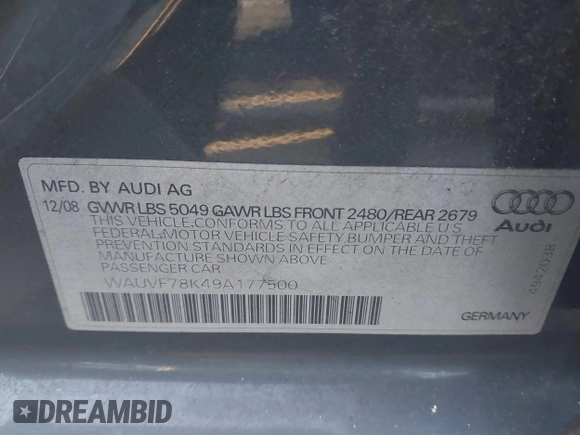 MFD. BY AUDI AG
12/08 GVWR LBS 5049 GAWR LBS FRONT 2480/REAR 2679
THIS VEHICLE.CONFORMS TO ALL APPLICABLE U S
FEDERAL.MOTOR VEHICLE SAFETY BUMPER AND THEFT
PREVENTION STANDARDS IN EFFECT ON THE DATE OF
MANUFACTURE SHOWN ABOVE
PASSENGER CAR
WAUVF78K49A177500
Audi
4942038
GERMANY
DREAMBID